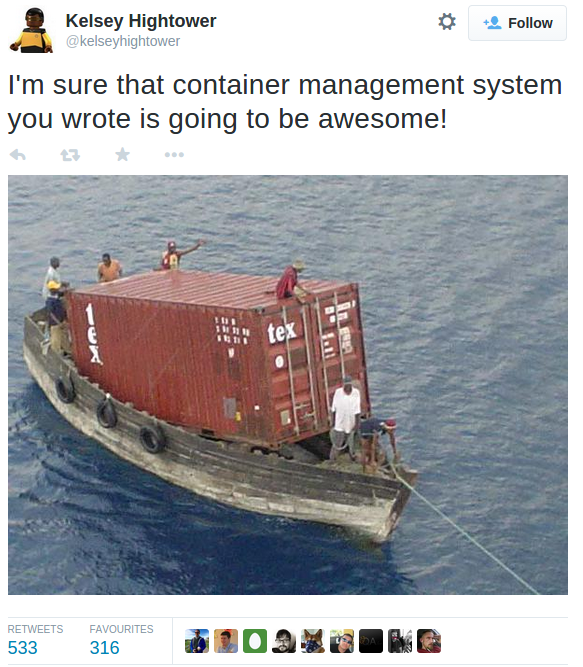 Kelsey Hightower
@kelseyhightower
Follow
I'm sure that container management system
you wrote is going to be awesome!
tex
tex
RETWEETS
FAVOURITES
533
316